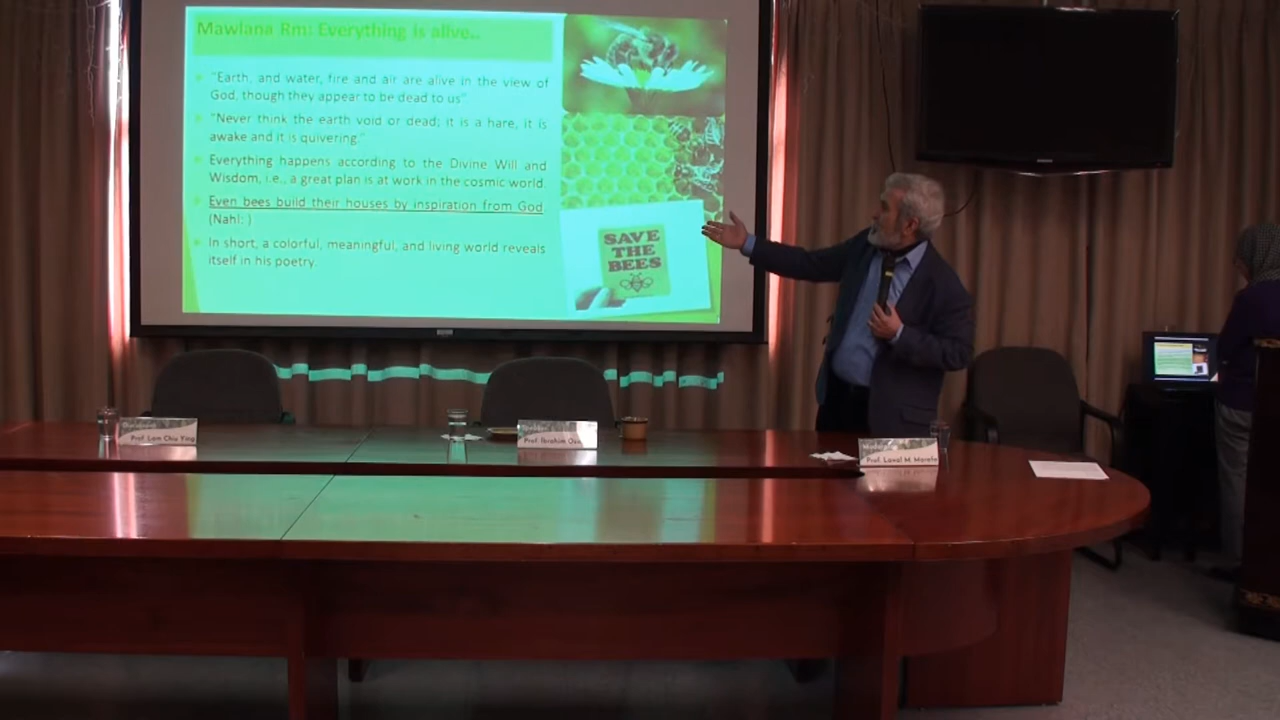 Mawlana Rm: Everything is alive..
"Earth, and water, fire and air are alive in the view of
God, though they appear to be dead to us"
"Never think the earth void or dead; it is a hare, it is
awake and it is quivering."
Everything happens according to the Divine Will and
Wisdom, i.e., a great plan is at work in the cosmic world.
Even bees build their houses by inspiration from God.
(Nahl: )
In short, a colorful, meaningful, and living world reveals
itself in his poetry.
SAVE
THE
BEES
Prof. Lam Chiu Ying
Prof. Ibrahim
Prof. Lawal M. Marafa